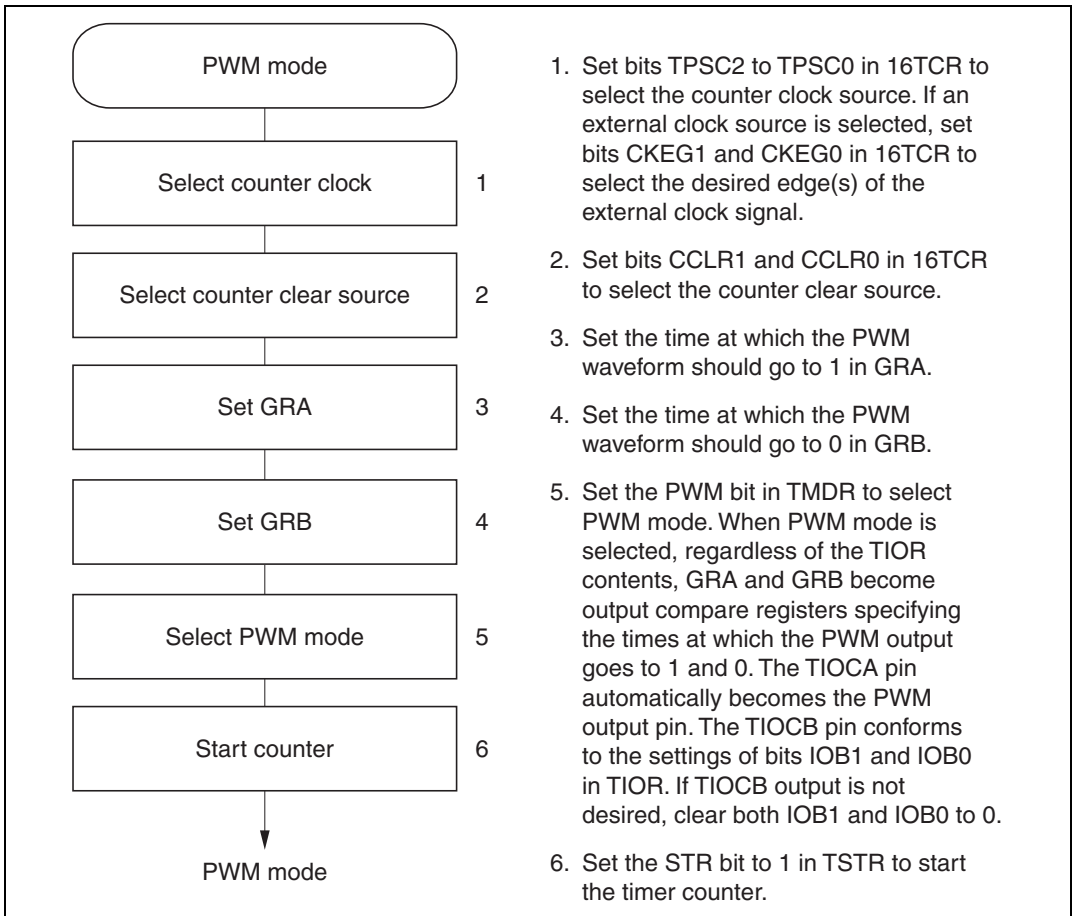 PWM mode
Select counter clock 1
Select counter clear source 2
Set GRA 3
Set GRB 4
Select PWM mode 5
Start counter 6
PWM mode
1. Set bits TPSC2 to TPSC0 in 16TCR to
select the counter clock source. If an
external clock source is selected, set
bits CKEG1 and CKEG0 in 16TCR to
select the desired edge(s) of the
external clock signal.
2. Set bits CCLR1 and CCLR0 in 16TCR
to select the counter clear source.
3. Set the time at which the PWM
waveform should go to 1 in GRA.
4. Set the time at which the PWM
waveform should go to 0 in GRB.
5. Set the PWM bit in TMDR to select
PWM mode. When PWM mode is
selected, regardless of the TIOR
contents, GRA and GRB become
output compare registers specifying
the times at which the PWM output
goes to 1 and 0. The TIOCA pin
automatically becomes the PWM
output pin. The TIOCB pin conforms
to the settings of bits IOB1 and IOB0
in TIOR. If TIOCB output is not
desired, clear both IOB1 and IOB0 to 0.
6. Set the STR bit to 1 in TSTR to start
the timer counter.